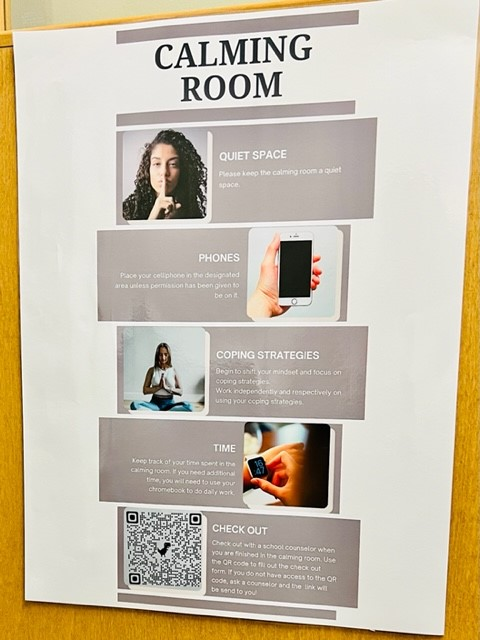 CALMING
ROOM
QUIET SPACE
Please keep the calming room a quiet
space.
PHONES
Place your cellphone in the designated
area unless permission has been given to
be on it.
COPING STRATEGIES
Begin to shift your mindset and focus on
coping strategies.
Work independently and respectively on
using your coping strategies.
TIME
Keep track of your time spent in the
calming room. If you need additional
time, you will need to use your
chromebook to do daily work.
CHECK OUT
Check out with a school counselor when
you are finished in the calming room. Use
the QR code to fill out the check out
form. If you do not have access to the QR
code, ask a counselor and the link will
be send to you!